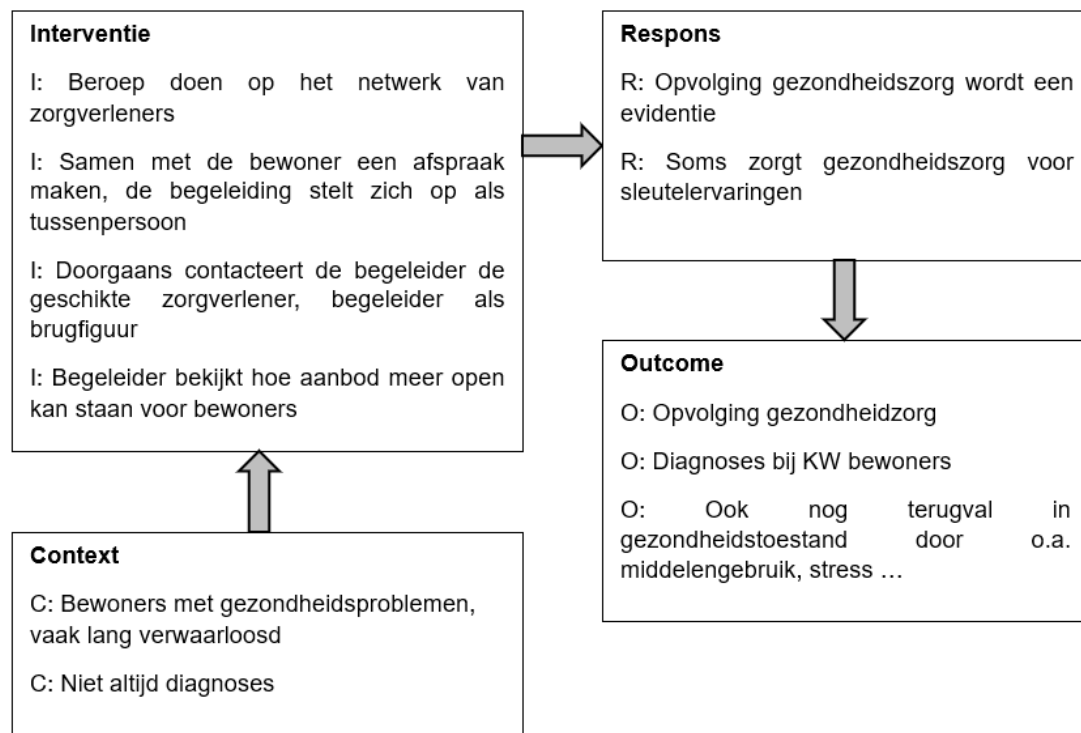 Interventie
I: Beroep doen op het netwerk van
zorgverleners
I: Samen met de bewoner een afspraak
maken, de begeleiding stelt zich op als
tussenpersoon
I: Doorgaans contacteert de begeleider de
geschikte zorgverlener, begeleider als
brugfiguur
I: Begeleider bekijkt hoe aanbod meer open
kan staan voor bewoners
Respons
R: Opvolging gezondheidszorg wordt een
evidentie
R: Soms zorgt gezondheidszorg voor
sleutelervaringen
Outcome
O: Opvolging gezondheidzorg
O: Diagnoses bij KW bewoners
O: Ook nog terugval in
gezondheidstoestand door o.a.
middelengebruik, stress …
Context
C: Bewoners met gezondheidsproblemen,
vaak lang verwaarloosd
C: Niet altijd diagnoses